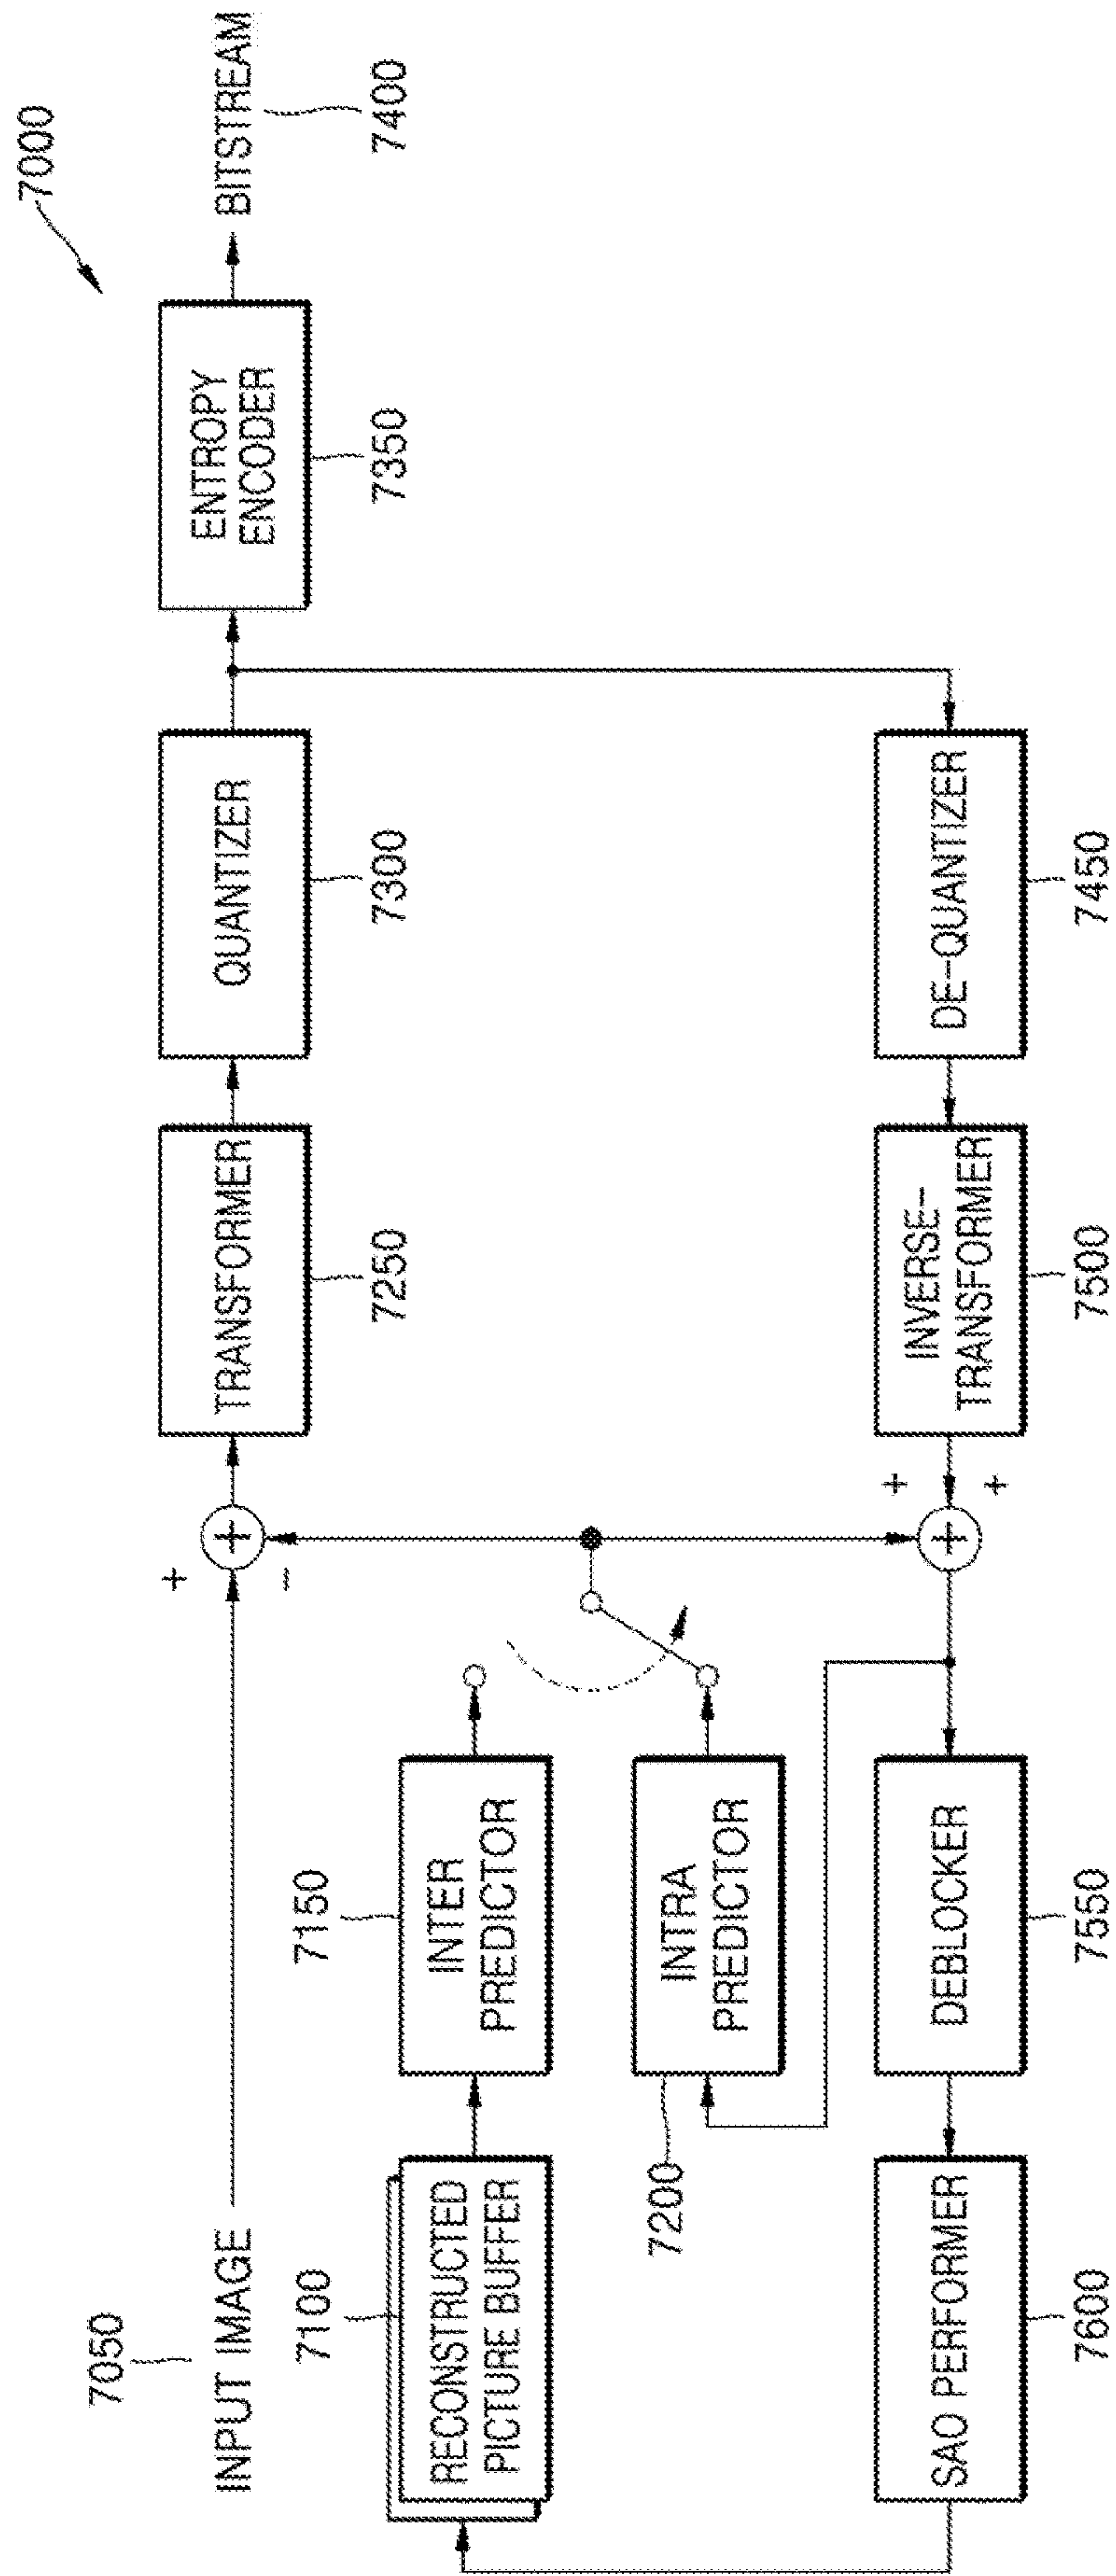 7000
7050
INPUT IMAGE
+
−
+
TRANSFORMER
7250
QUANTIZER
7300
ENTROPY
ENCODER
7350
BITSTREAM
7400
7100
RECONSTRUCTED
PICTURE BUFFER
7150
INTER
PREDICTOR
INTRA
PREDICTOR
7200
SAO PERFORMER
7600
DEBLOCKER
7550
+
+
+
INVERSE-
TRANSFORMER
7500
DE-QUANTIZER
7450